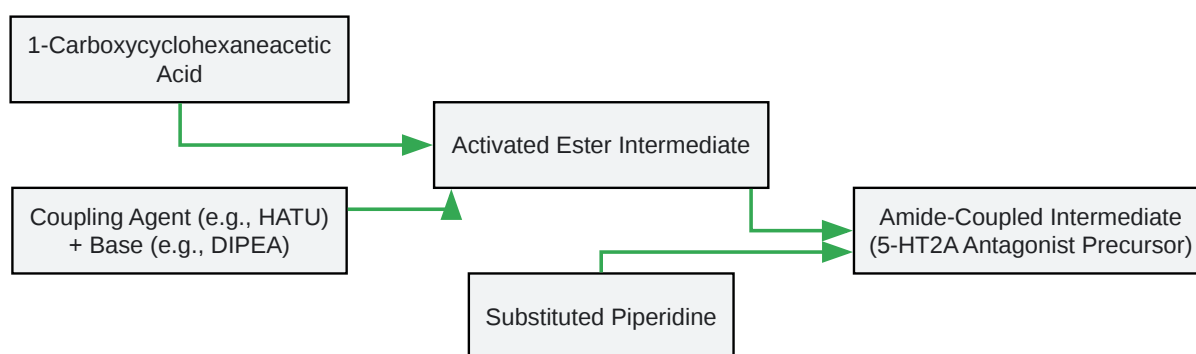 1-Carboxycyclohexaneacetic
Acid
Activated Ester Intermediate
Coupling Agent (e.g., HATU)
+ Base (e.g., DIPEA)
Amide-Coupled Intermediate
(5-HT2A Antagonist Precursor)
Substituted Piperidine